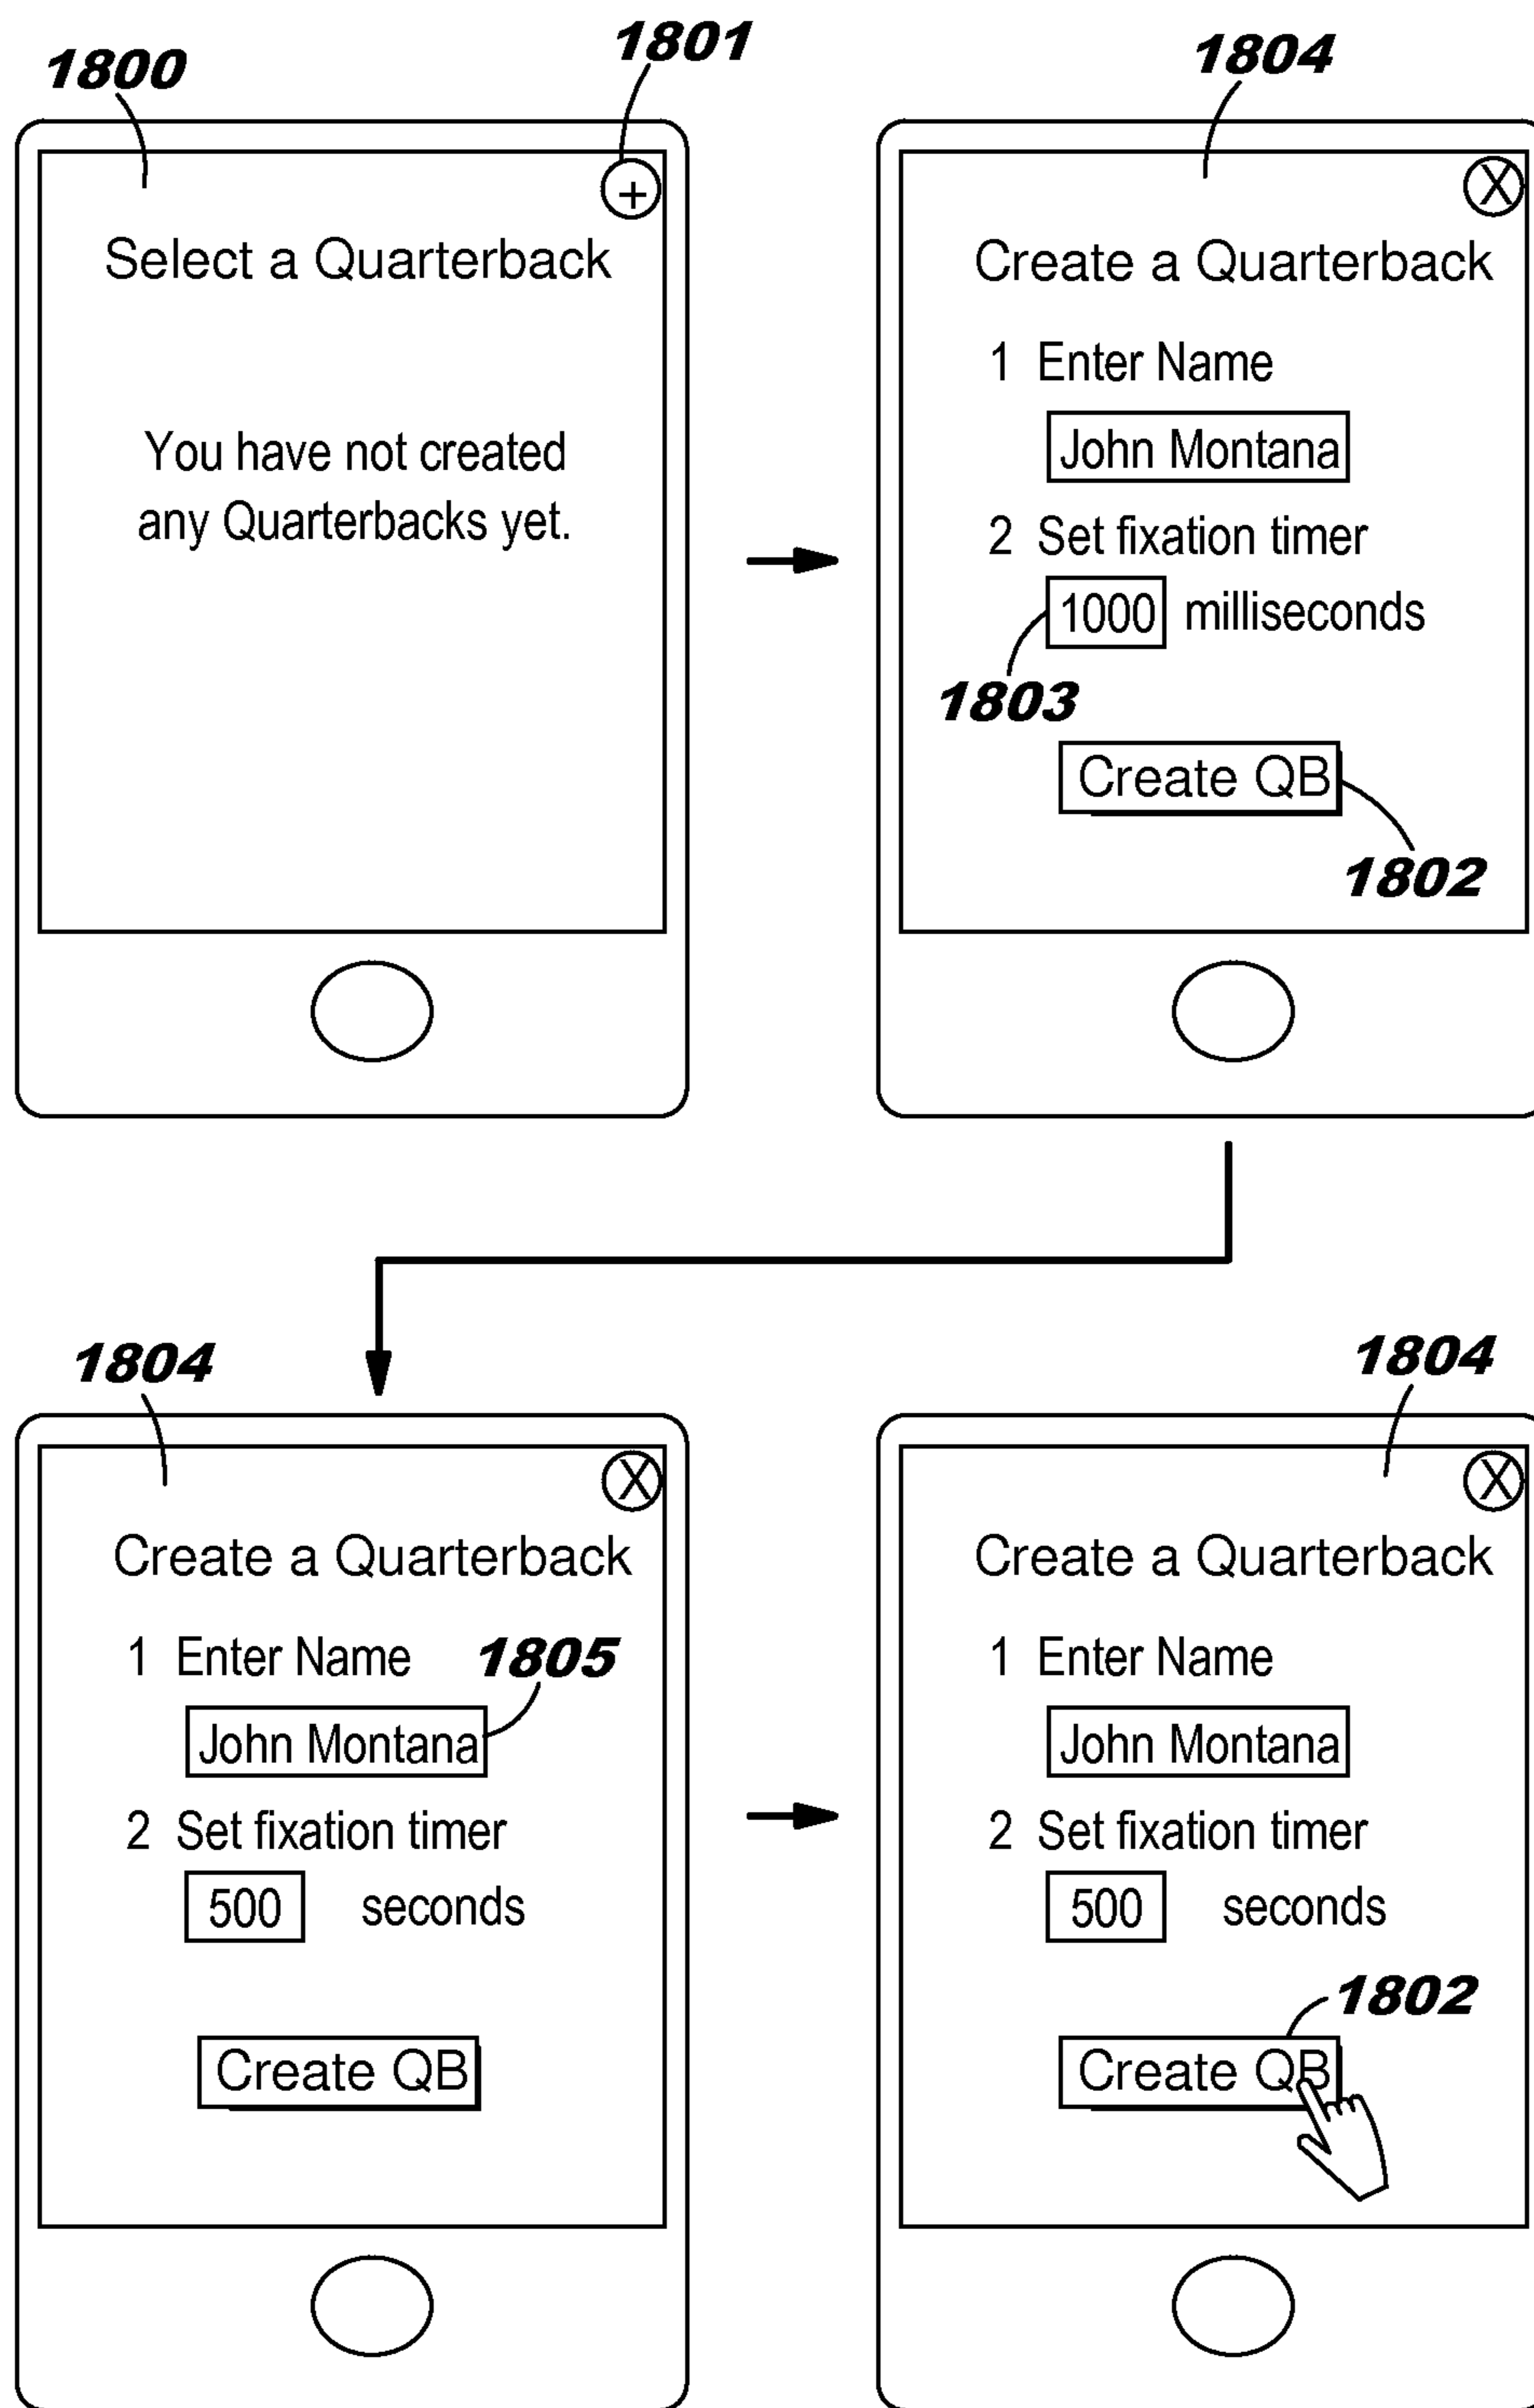 1800
1801
+
Select a Quarterback
You have not created
any Quarterbacks yet.
1804
X
Create a Quarterback
1 Enter Name
John Montana
2 Set fixation timer
1000 milliseconds
1803
Create QB
1802
1804
X
Create a Quarterback
1 Enter Name
1805
John Montana
2 Set fixation timer
500 seconds
Create QB
1804
X
Create a Quarterback
1 Enter Name
John Montana
2 Set fixation timer
500 seconds
1802
Create QB